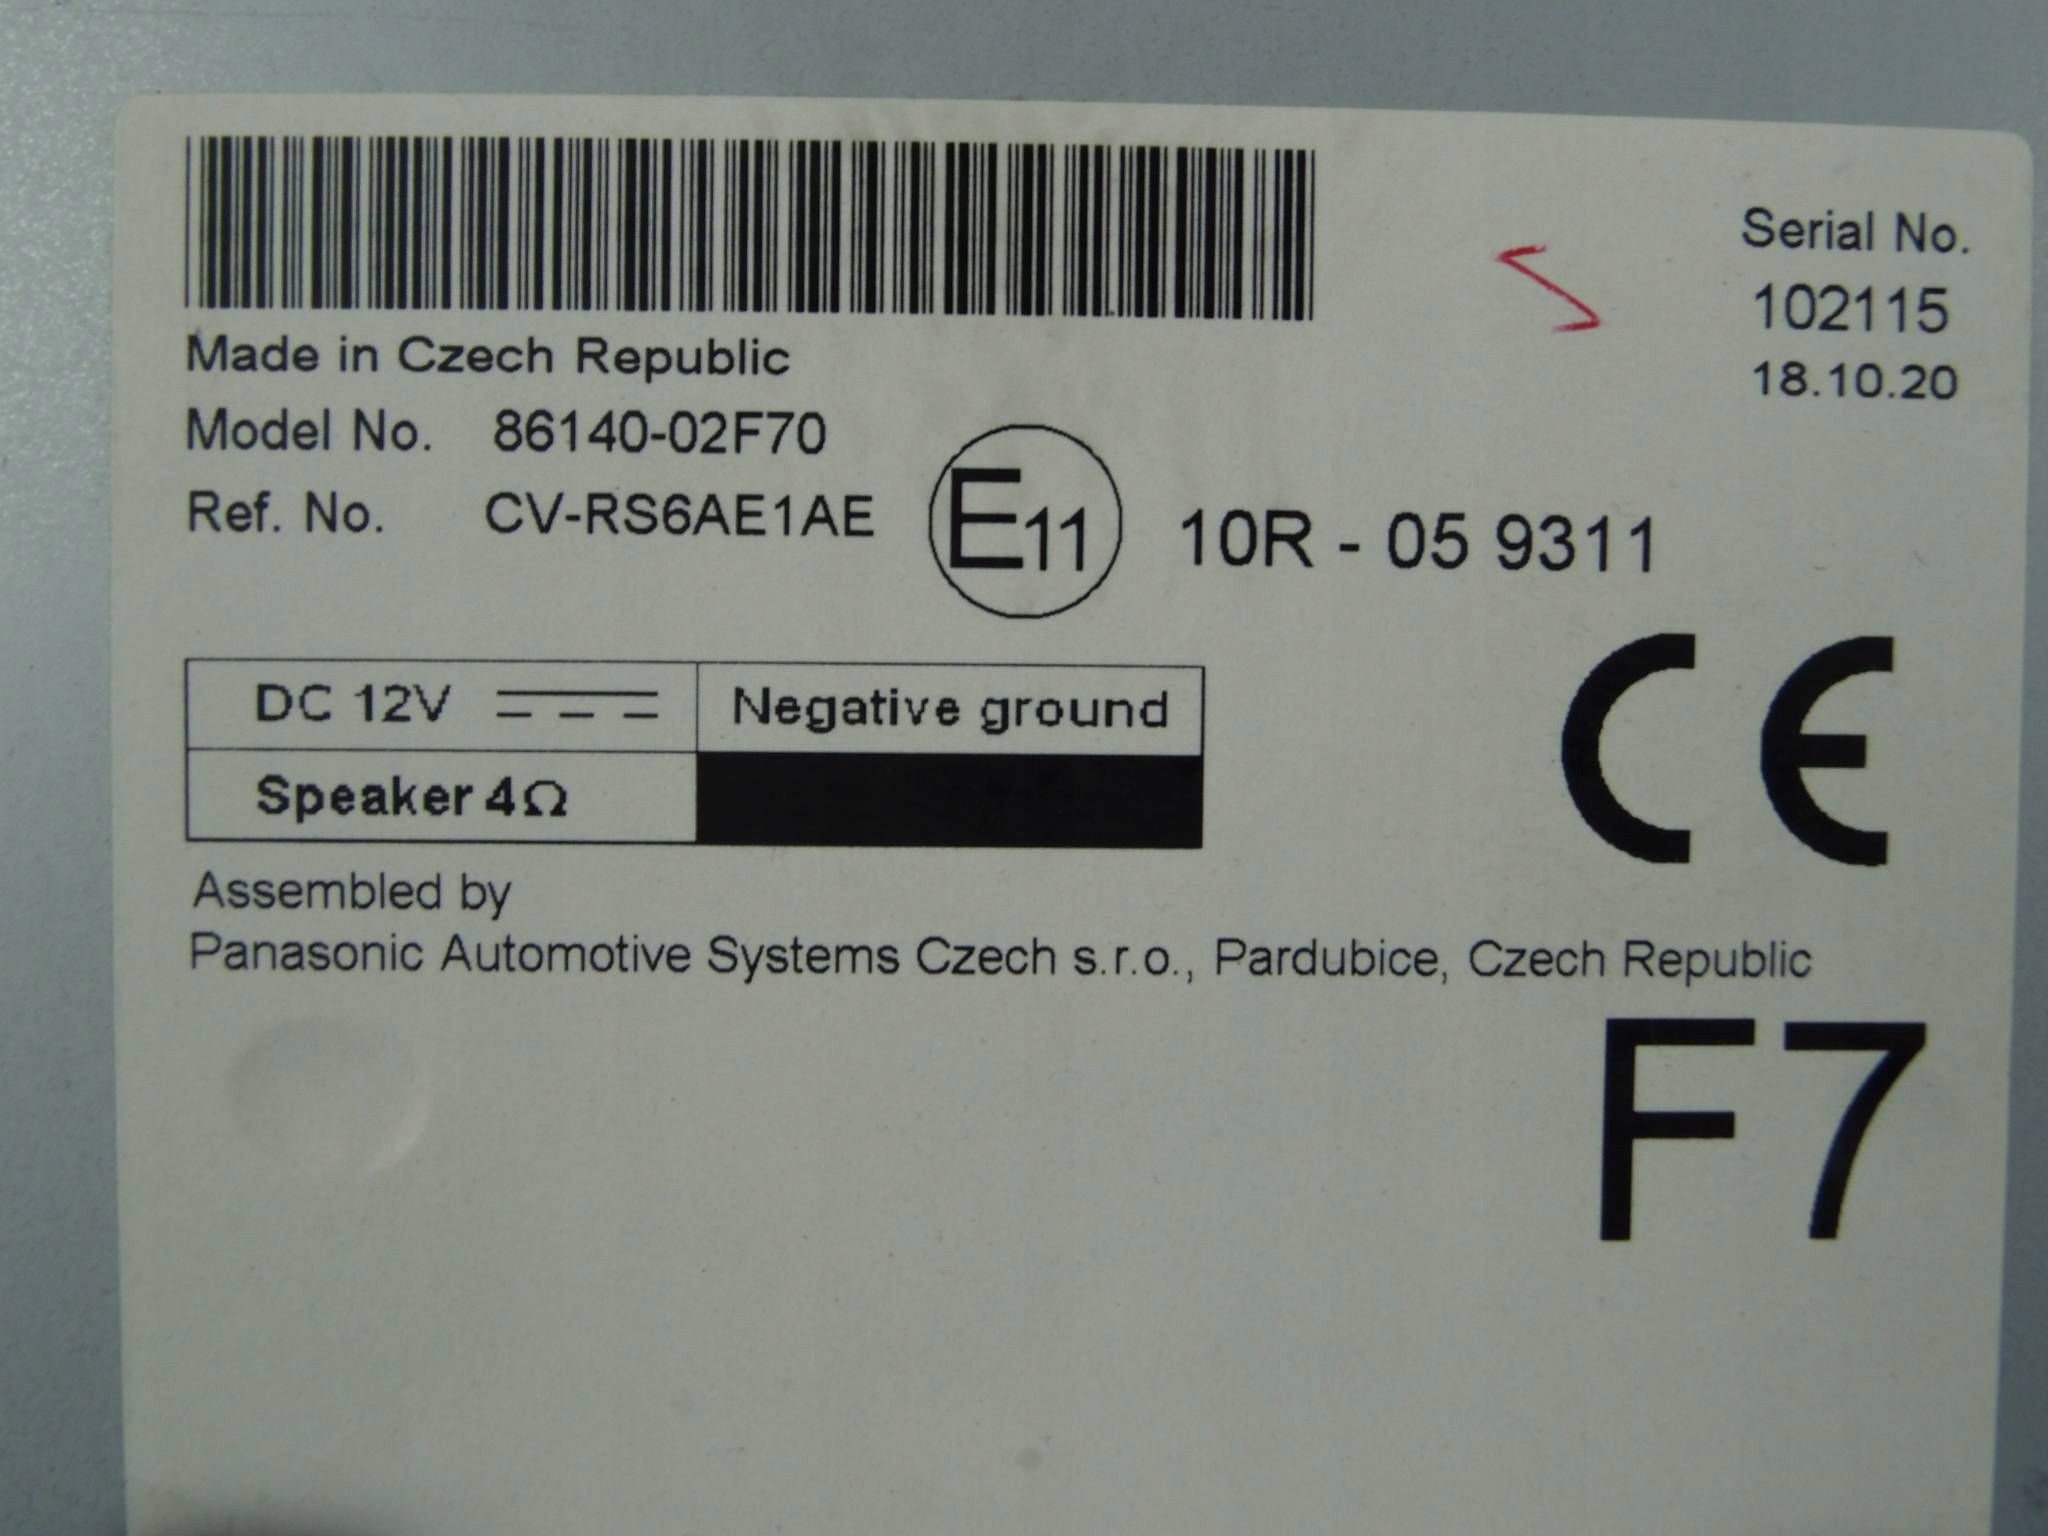 Serial No.
102115
18.10.20
Made in Czech Republic
Model No. 86140-02F70
Ref. No. CV-RS6AE1AE
E11 10R - 05 9311
CE
DC 12V Negative ground
Speaker 4Ω
Assembled by
Panasonic Automotive Systems Czech s.r.o., Pardubice, Czech Republic
F7